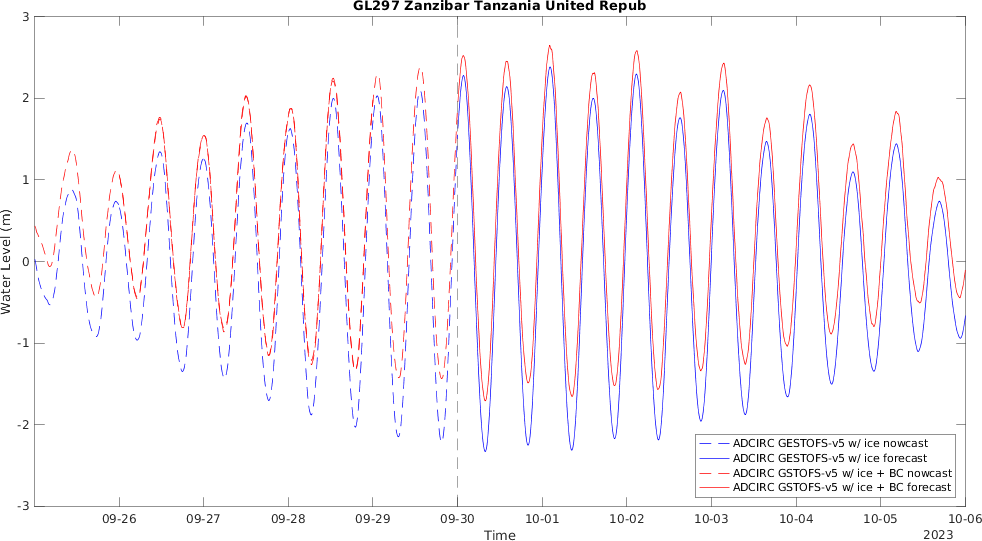 GL297 Zanzibar Tanzania United Repub
3
2
1
0
-1
-2
-3
Water Level (m)
ADCIRC GESTOFS-v5 w/ ice nowcast
ADCIRC GESTOFS-v5 w/ ice forecast
ADCIRC GSTOFS-v5 w/ ice + BC nowcast
ADCIRC GSTOFS-v5 w/ ice + BC forecast
09-26 09-27 09-28 09-29 09-30 10-01 10-02 10-03 10-04 10-05 10-06
Time
2023